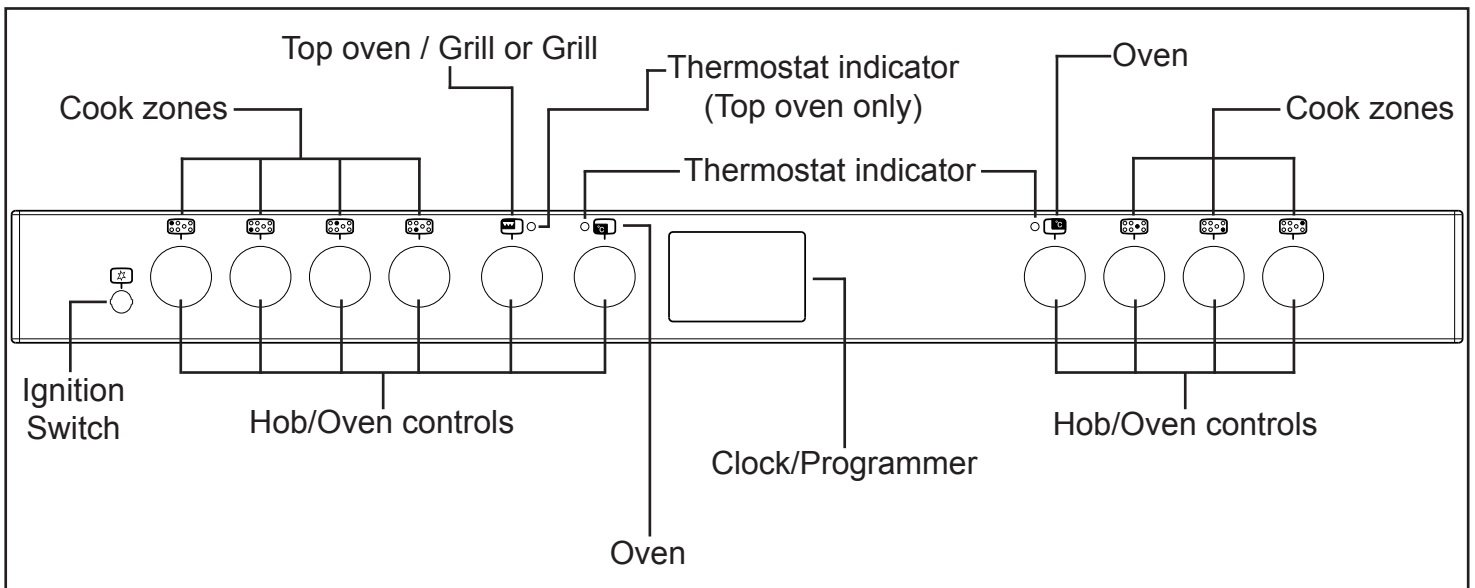 Top oven / Grill or Grill
Thermostat indicator
(Top oven only)
Oven
Cook zones
Cook zones
Thermostat indicator
Ignition
Switch
Hob/Oven controls
Hob/Oven controls
Clock/Programmer
Oven